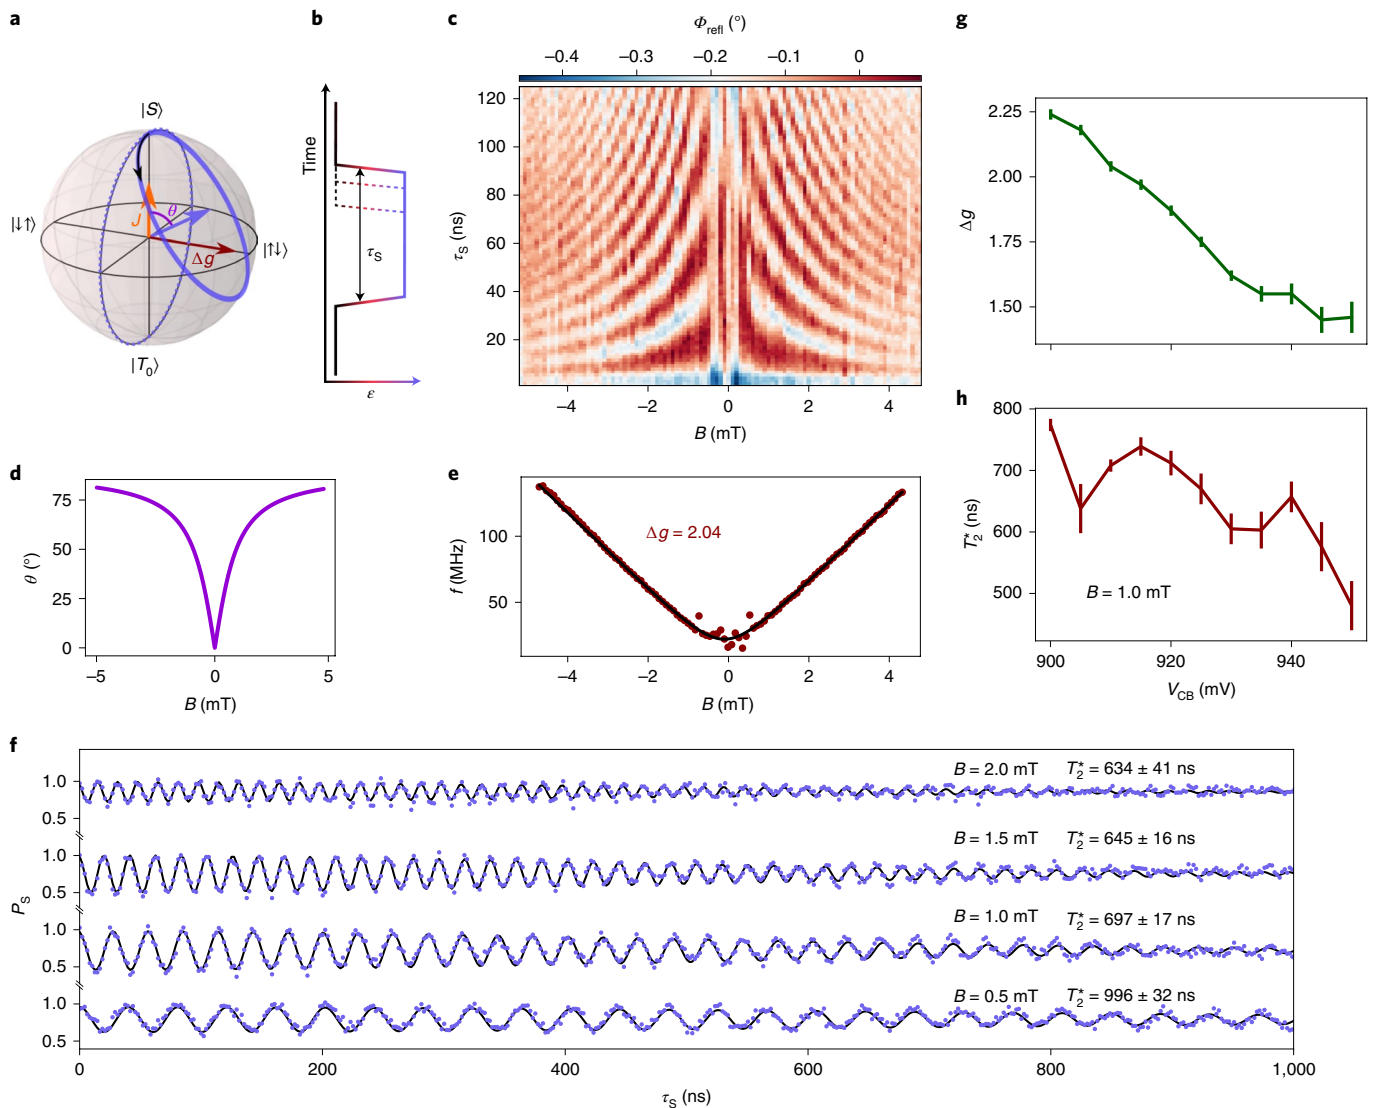 a
|S⟩
|↓↑⟩
J
θ
Δg
|↑↓⟩
|T₀⟩
b
Time
τ_S
ε
c
Φ_refl (°)
−0.4 −0.3 −0.2 −0.1 0
120
100
80
60
40
20
τ_S (ns)
−4 −2 0 2 4
B (mT)
d
75
50
25
0
θ (°)
−5 0 5
B (mT)
e
Δg = 2.04
100
50
f (MHz)
−4 −2 0 2 4
B (mT)
g
2.25
2.00
1.75
1.50
Δg
h
800
700
600
500
T₂* (ns)
B = 1.0 mT
900 920 940
V_CB (mV)
f
B = 2.0 mT T₂* = 634 ± 41 ns
1.0
0.5
B = 1.5 mT T₂* = 645 ± 16 ns
1.0
0.5
P_S
B = 1.0 mT T₂* = 697 ± 17 ns
1.0
0.5
B = 0.5 mT T₂* = 996 ± 32 ns
1.0
0.5
0 200 400 600 800 1,000
τ_S (ns)